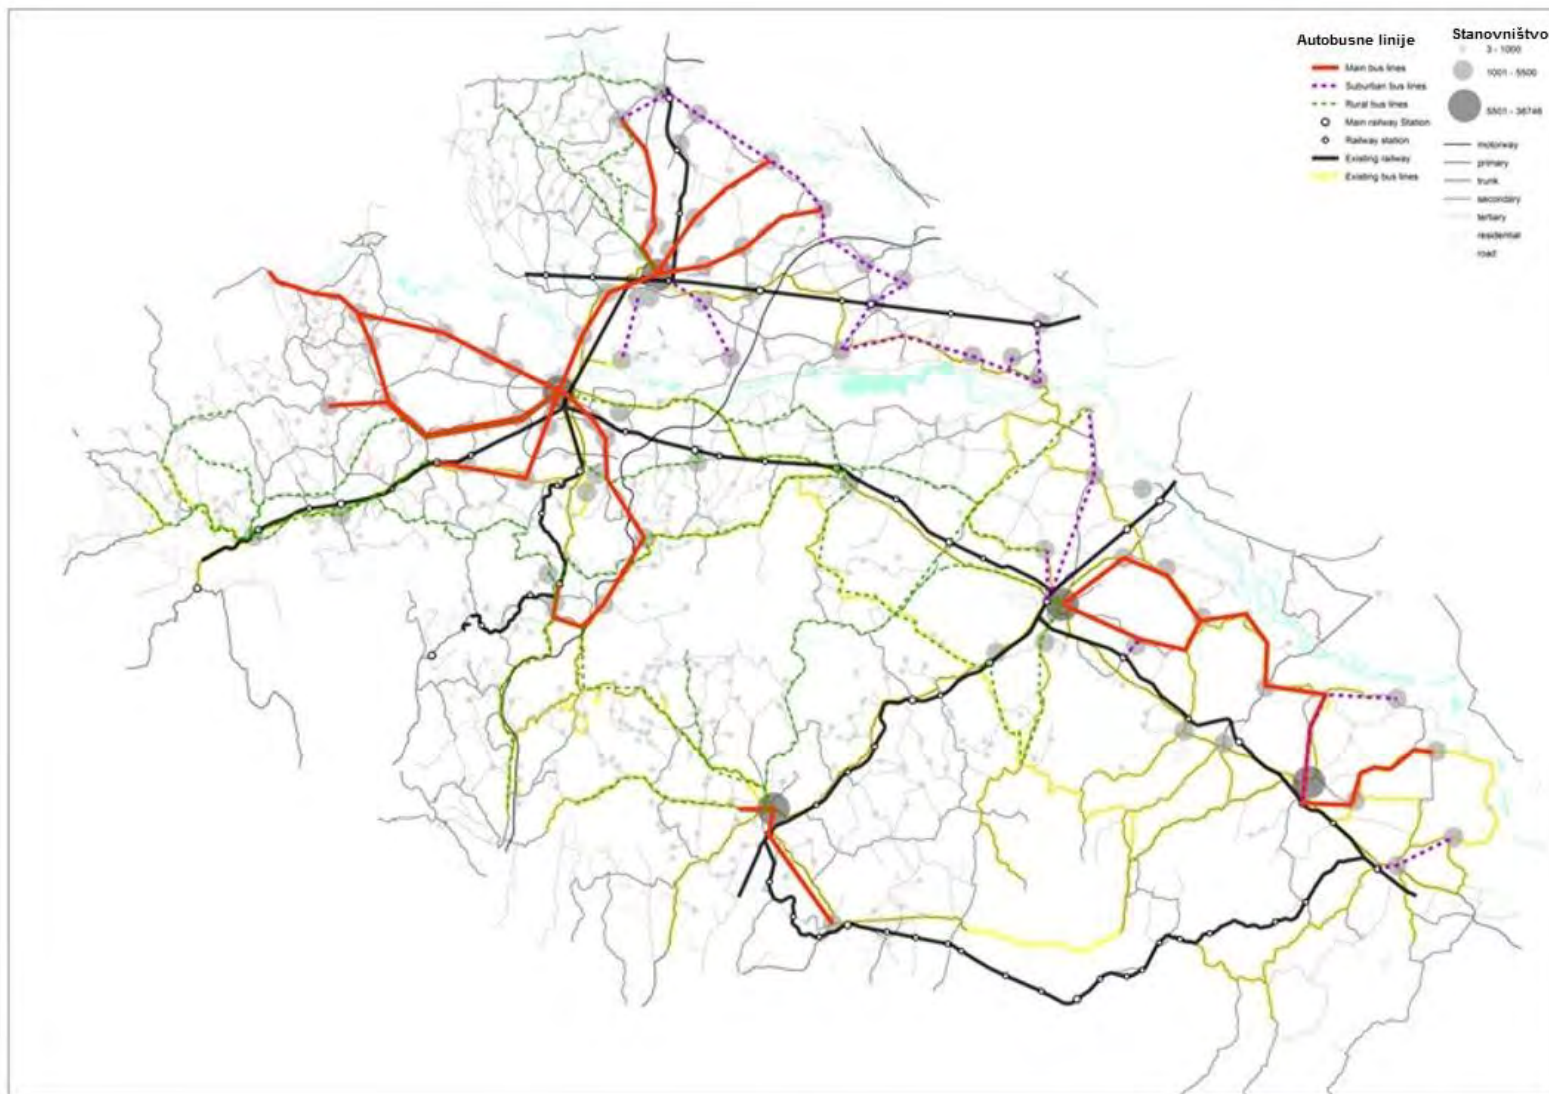 Autobusne linije
Main bus lines
Suburban bus lines
Rural bus lines
Main railway Station
Railway station
Existing railway
Existing bus lines
Stanovništvo
3 - 1000
1001 - 5500
5501 - 36746
motorway
primary
trunk
secondary
tertiary
residential
road